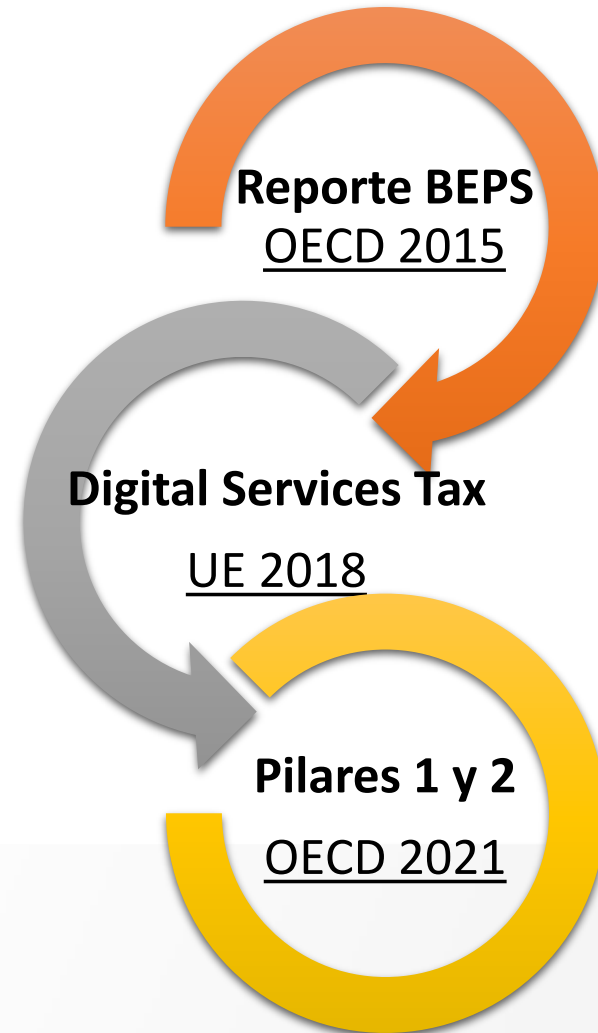 Reporte BEPS
OECD 2015
Digital Services Tax
UE 2018
Pilares 1 y 2
OECD 2021